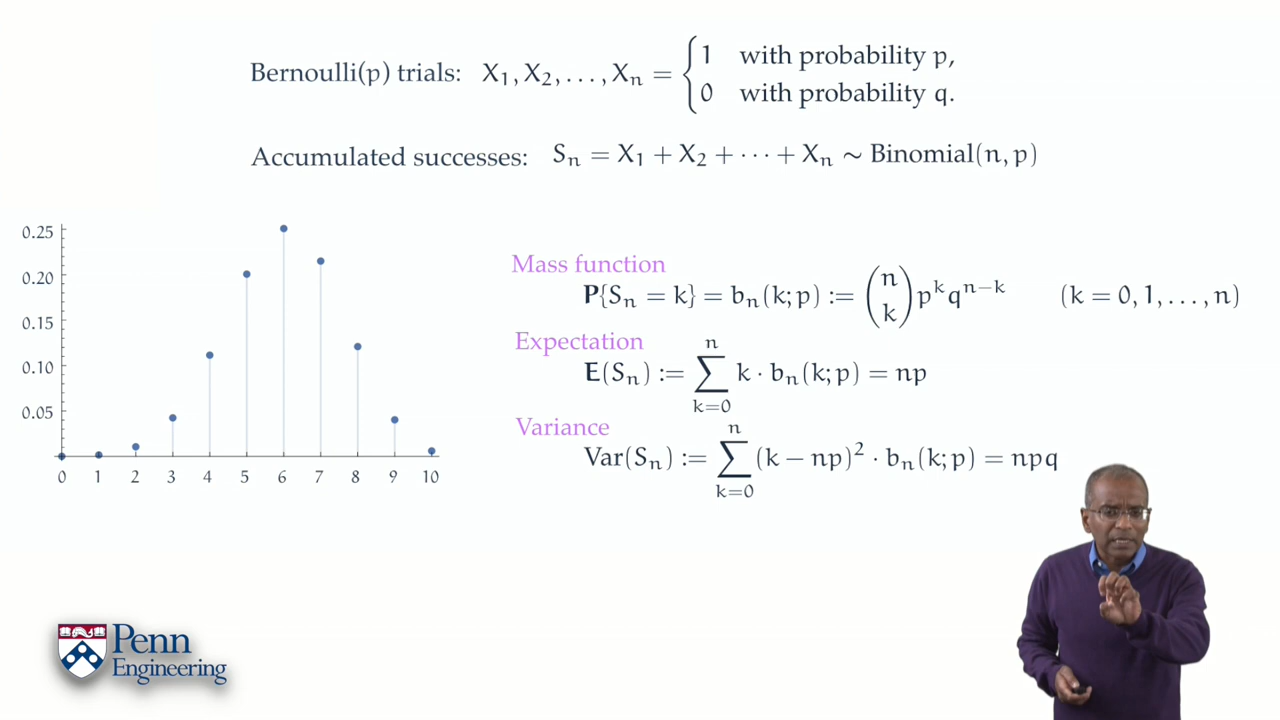 Bernoulli(p) trials: X₁, X₂, . . . , Xₙ = { 1 with probability p,
0 with probability q.
Accumulated successes: Sₙ = X₁ + X₂ + · · · + Xₙ ∼ Binomial(n, p)
0.25
0.20
0.15
0.10
0.05
0 1 2 3 4 5 6 7 8 9 10
Mass function
P{Sₙ = k} = bₙ(k; p) := (n k) pᵏqⁿ⁻ᵏ (k = 0, 1, . . . , n)
Expectation
E(Sₙ) := ∑ₖ₌₀ⁿ k · bₙ(k; p) = np
Variance
Var(Sₙ) := ∑ₖ₌₀ⁿ (k − np)² · bₙ(k; p) = npq
Penn
Engineering